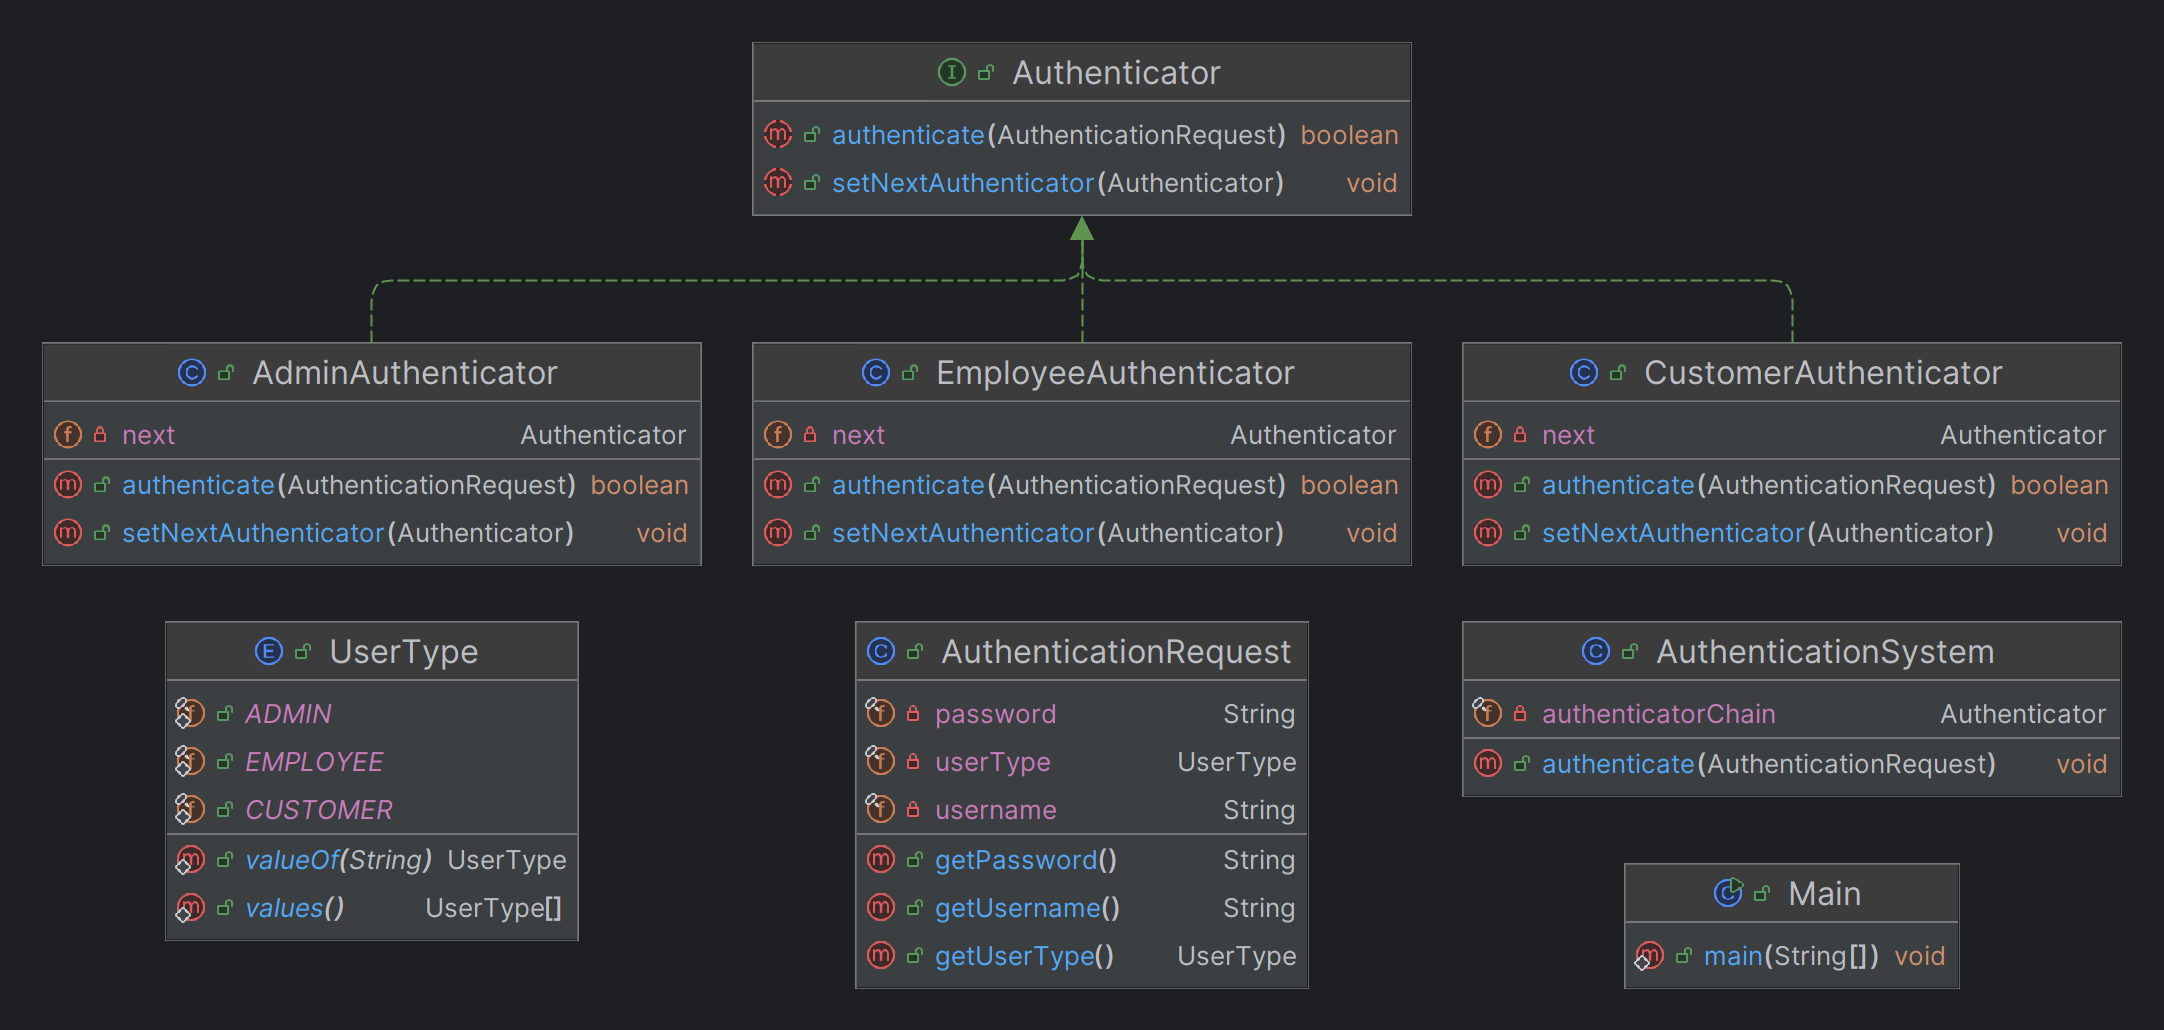 Authenticator
authenticate(AuthenticationRequest) boolean
setNextAuthenticator(Authenticator) void
AdminAuthenticator
next Authenticator
authenticate(AuthenticationRequest) boolean
setNextAuthenticator(Authenticator) void
EmployeeAuthenticator
next Authenticator
authenticate(AuthenticationRequest) boolean
setNextAuthenticator(Authenticator) void
CustomerAuthenticator
next Authenticator
authenticate(AuthenticationRequest) boolean
setNextAuthenticator(Authenticator) void
UserType
ADMIN
EMPLOYEE
CUSTOMER
valueOf(String) UserType
values() UserType[]
AuthenticationRequest
password String
userType UserType
username String
getPassword() String
getUsername() String
getUserType() UserType
AuthenticationSystem
authenticatorChain Authenticator
authenticate(AuthenticationRequest) void
Main
main(String[]) void